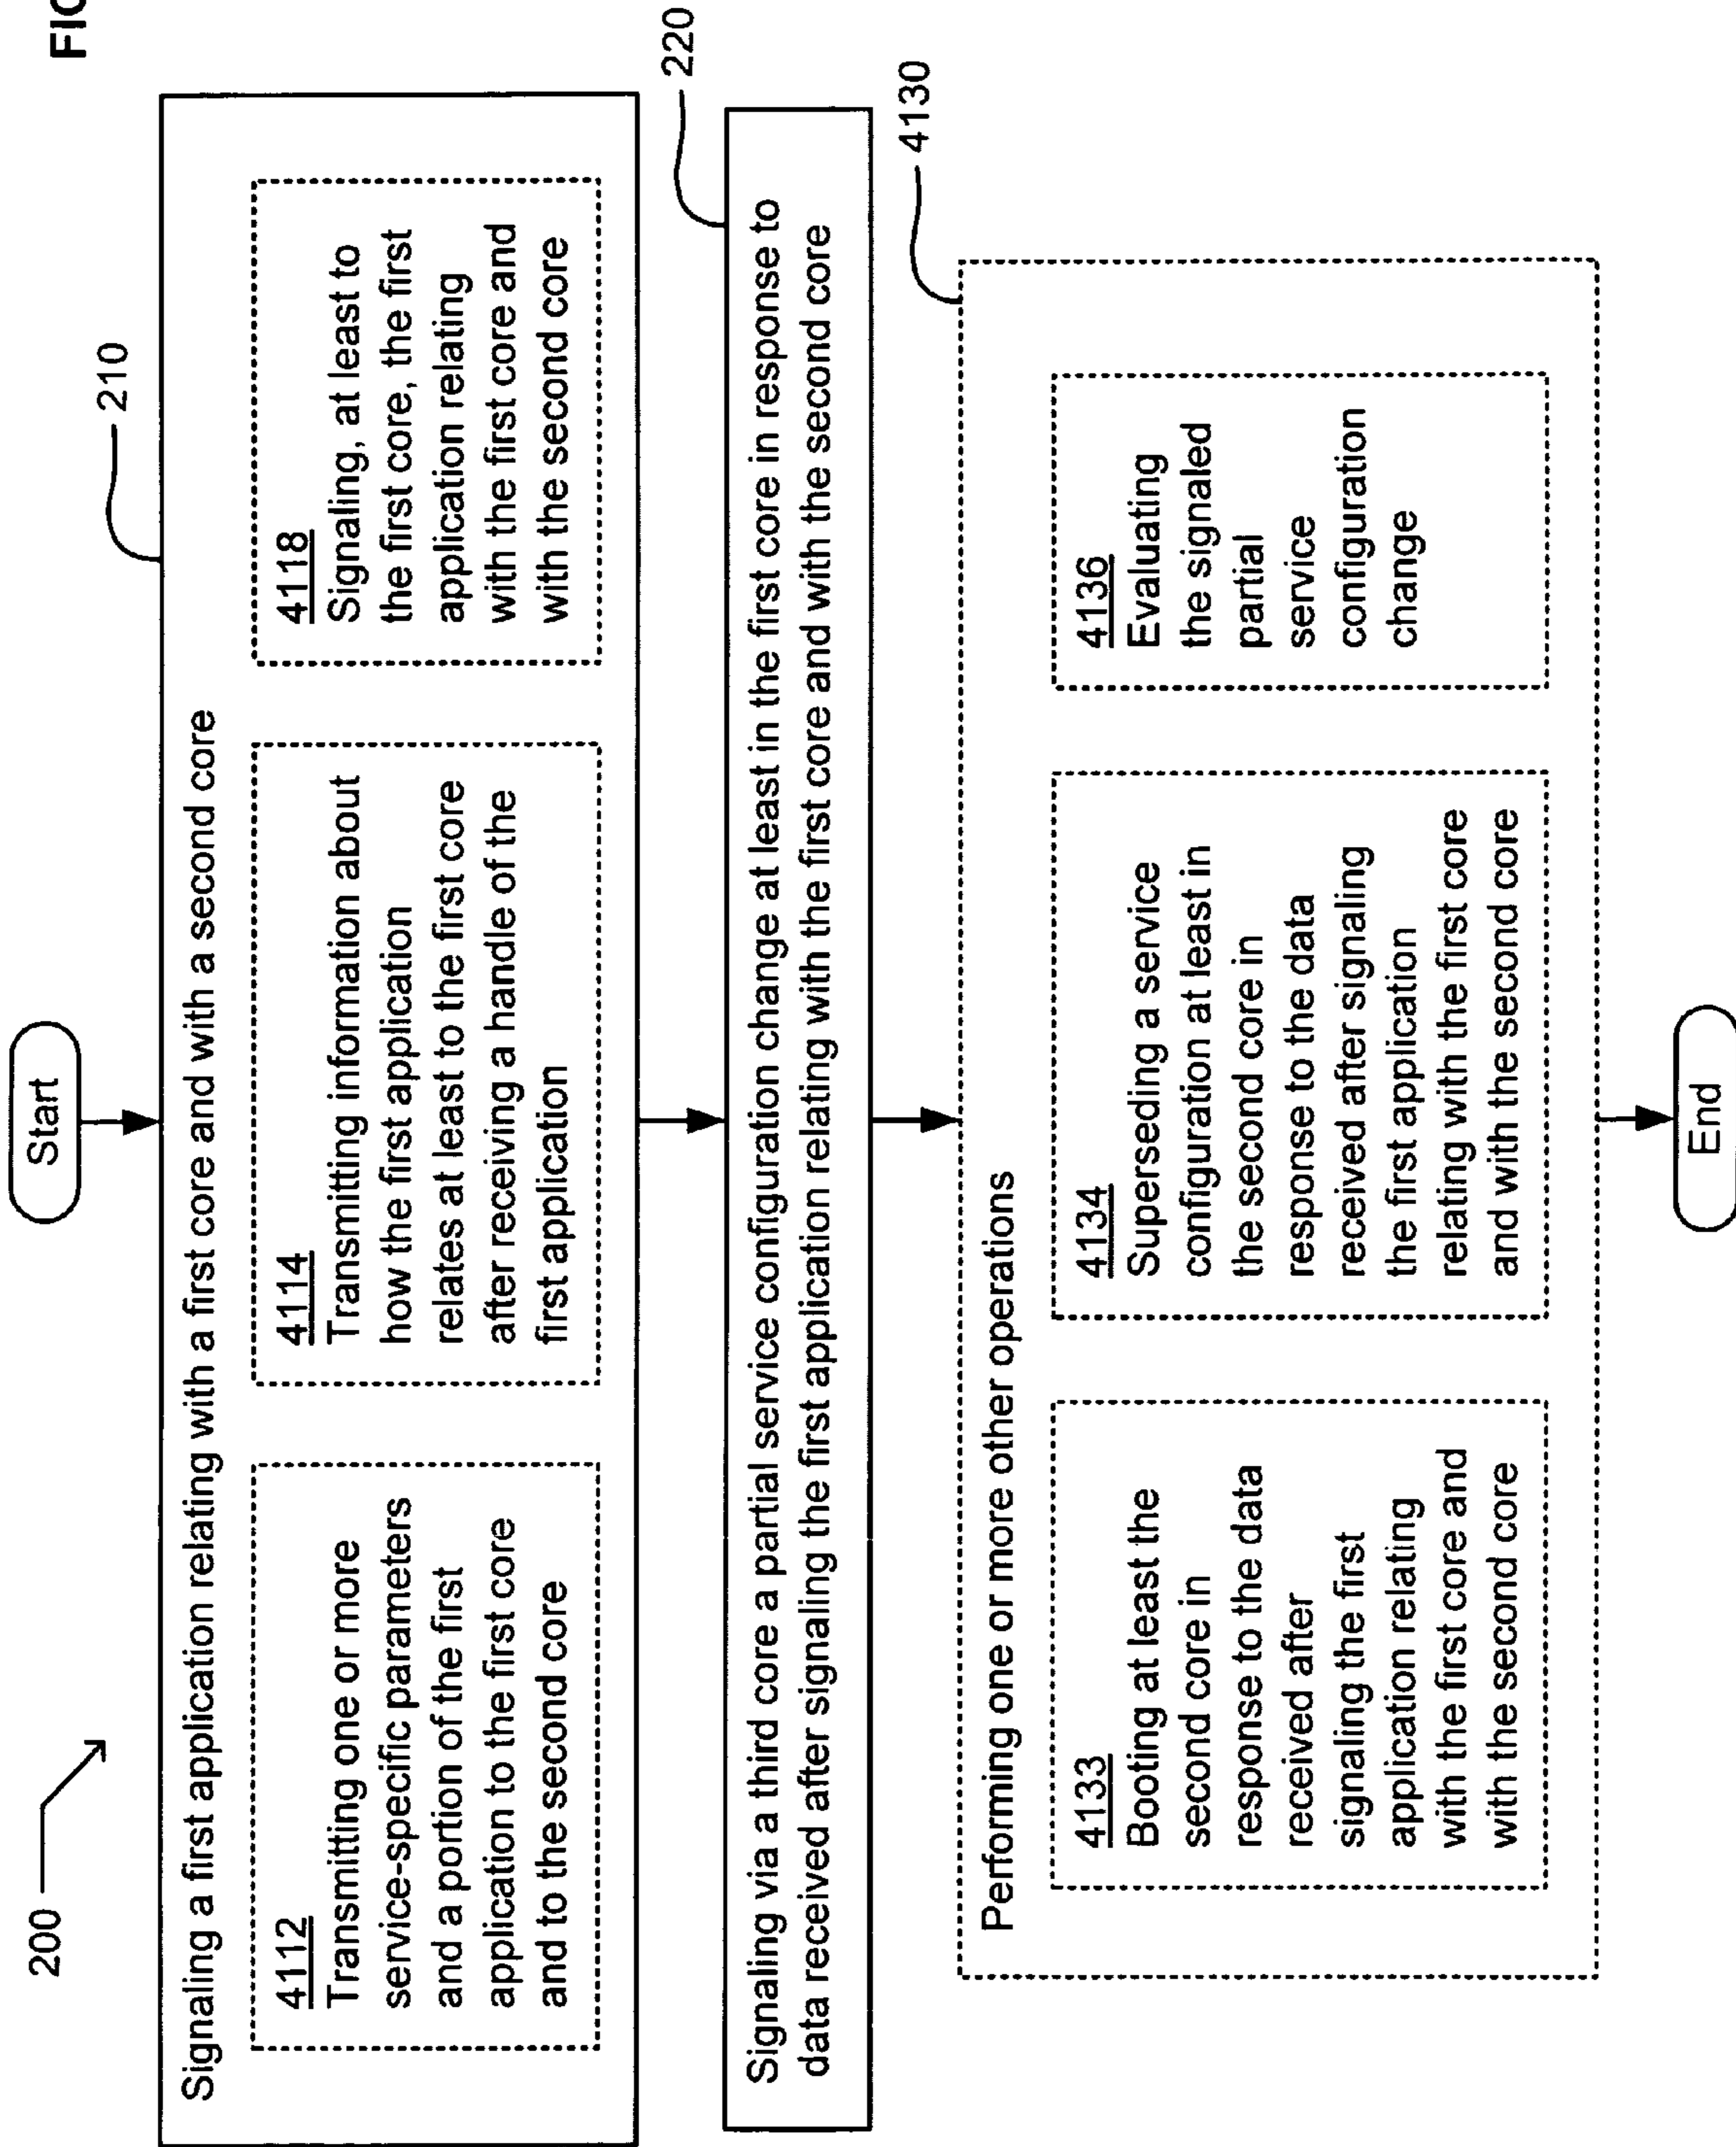 FIG
200
Start
210
Signaling a first application relating with a first core and with a second core
4112
Transmitting one or more
service-specific parameters
and a portion of the first
application to the first core
and to the second core
4114
Transmitting information about
how the first application
relates at least to the first core
after receiving a handle of the
first application
4118
Signaling, at least to
the first core, the first
application relating
with the first core and
with the second core
220
Signaling via a third core a partial service configuration change at least in the first core in response to
data received after signaling the first application relating with the first core and with the second core
4130
Performing one or more other operations
4133
Booting at least the
second core in
response to the data
received after
signaling the first
application relating
with the first core and
with the second core
4134
Superseding a service
configuration at least in
the second core in
response to the data
received after signaling
the first application
relating with the first core
and with the second core
4136
Evaluating
the signaled
partial
service
configuration
change
End